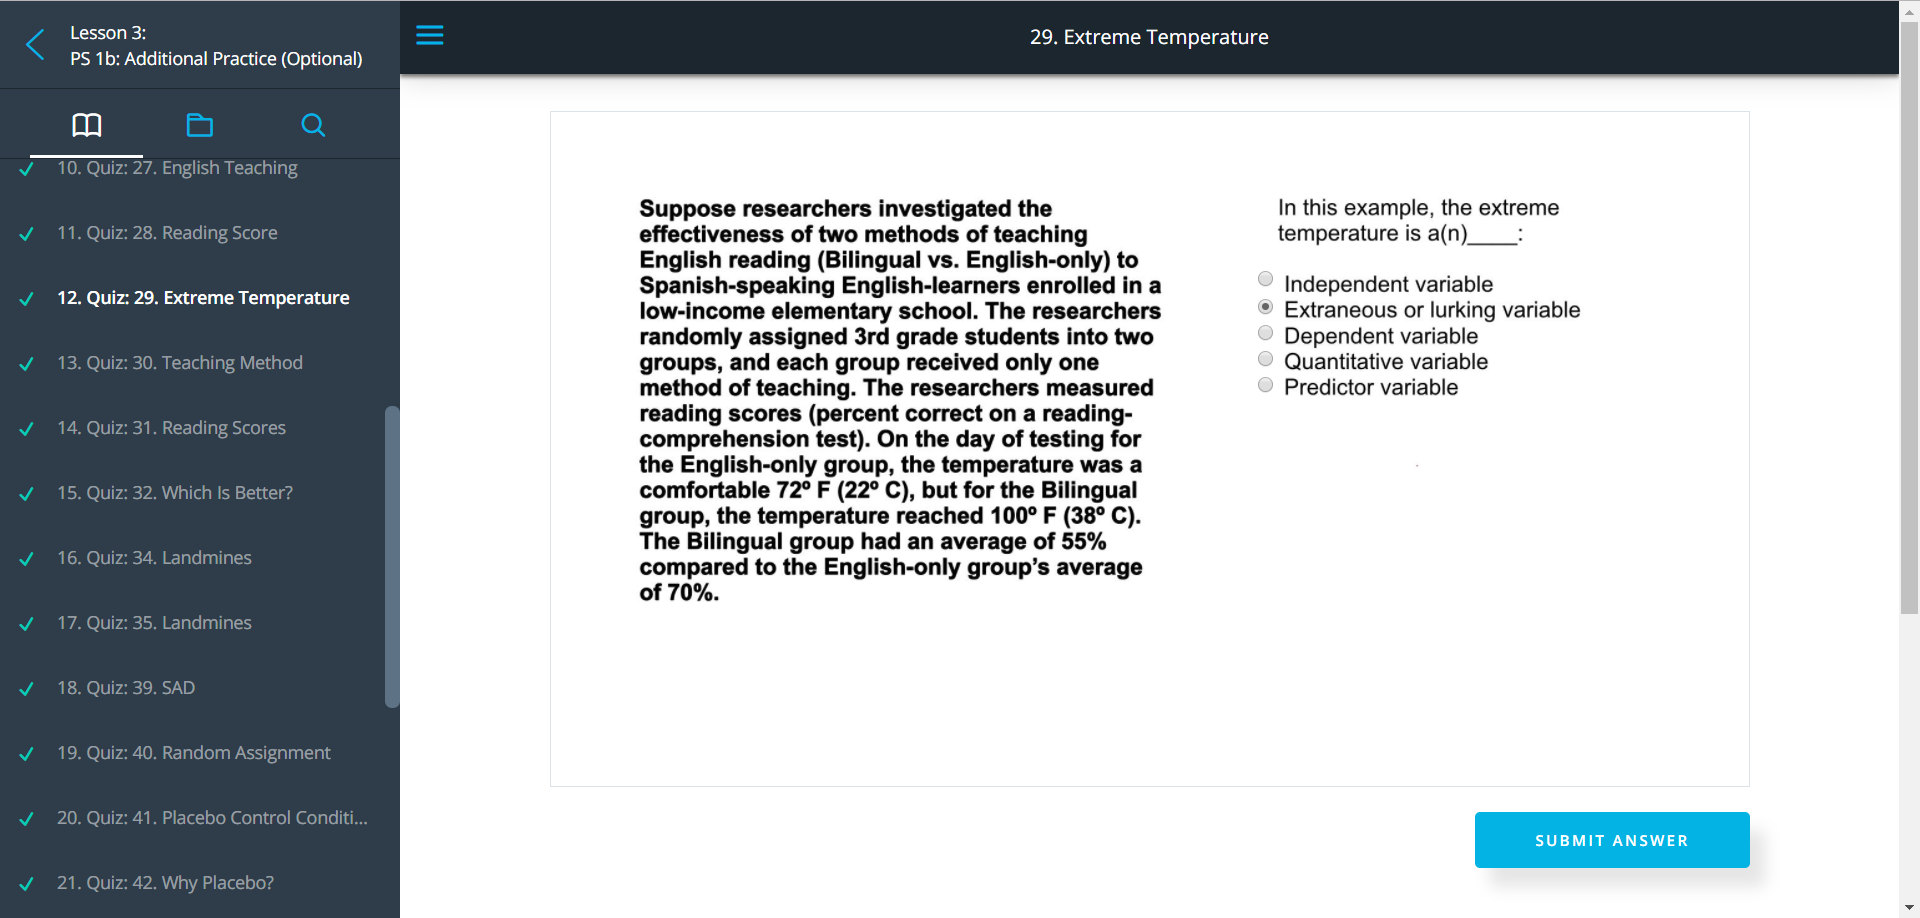 Lesson 3:
PS 1b: Additional Practice (Optional)
10. Quiz: 27. English Teaching
11. Quiz: 28. Reading Score
12. Quiz: 29. Extreme Temperature
13. Quiz: 30. Teaching Method
14. Quiz: 31. Reading Scores
15. Quiz: 32. Which Is Better?
16. Quiz: 34. Landmines
17. Quiz: 35. Landmines
18. Quiz: 39. SAD
19. Quiz: 40. Random Assignment
20. Quiz: 41. Placebo Control Conditi...
21. Quiz: 42. Why Placebo?
29. Extreme Temperature
Suppose researchers investigated the
effectiveness of two methods of teaching
English reading (Bilingual vs. English-only) to
Spanish-speaking English-learners enrolled in a
low-income elementary school. The researchers
randomly assigned 3rd grade students into two
groups, and each group received only one
method of teaching. The researchers measured
reading scores (percent correct on a reading-
comprehension test). On the day of testing for
the English-only group, the temperature was a
comfortable 72º F (22º C), but for the Bilingual
group, the temperature reached 100º F (38º C).
The Bilingual group had an average of 55%
compared to the English-only group’s average
of 70%.
In this example, the extreme
temperature is a(n)____:
Independent variable
Extraneous or lurking variable
Dependent variable
Quantitative variable
Predictor variable
SUBMIT ANSWER